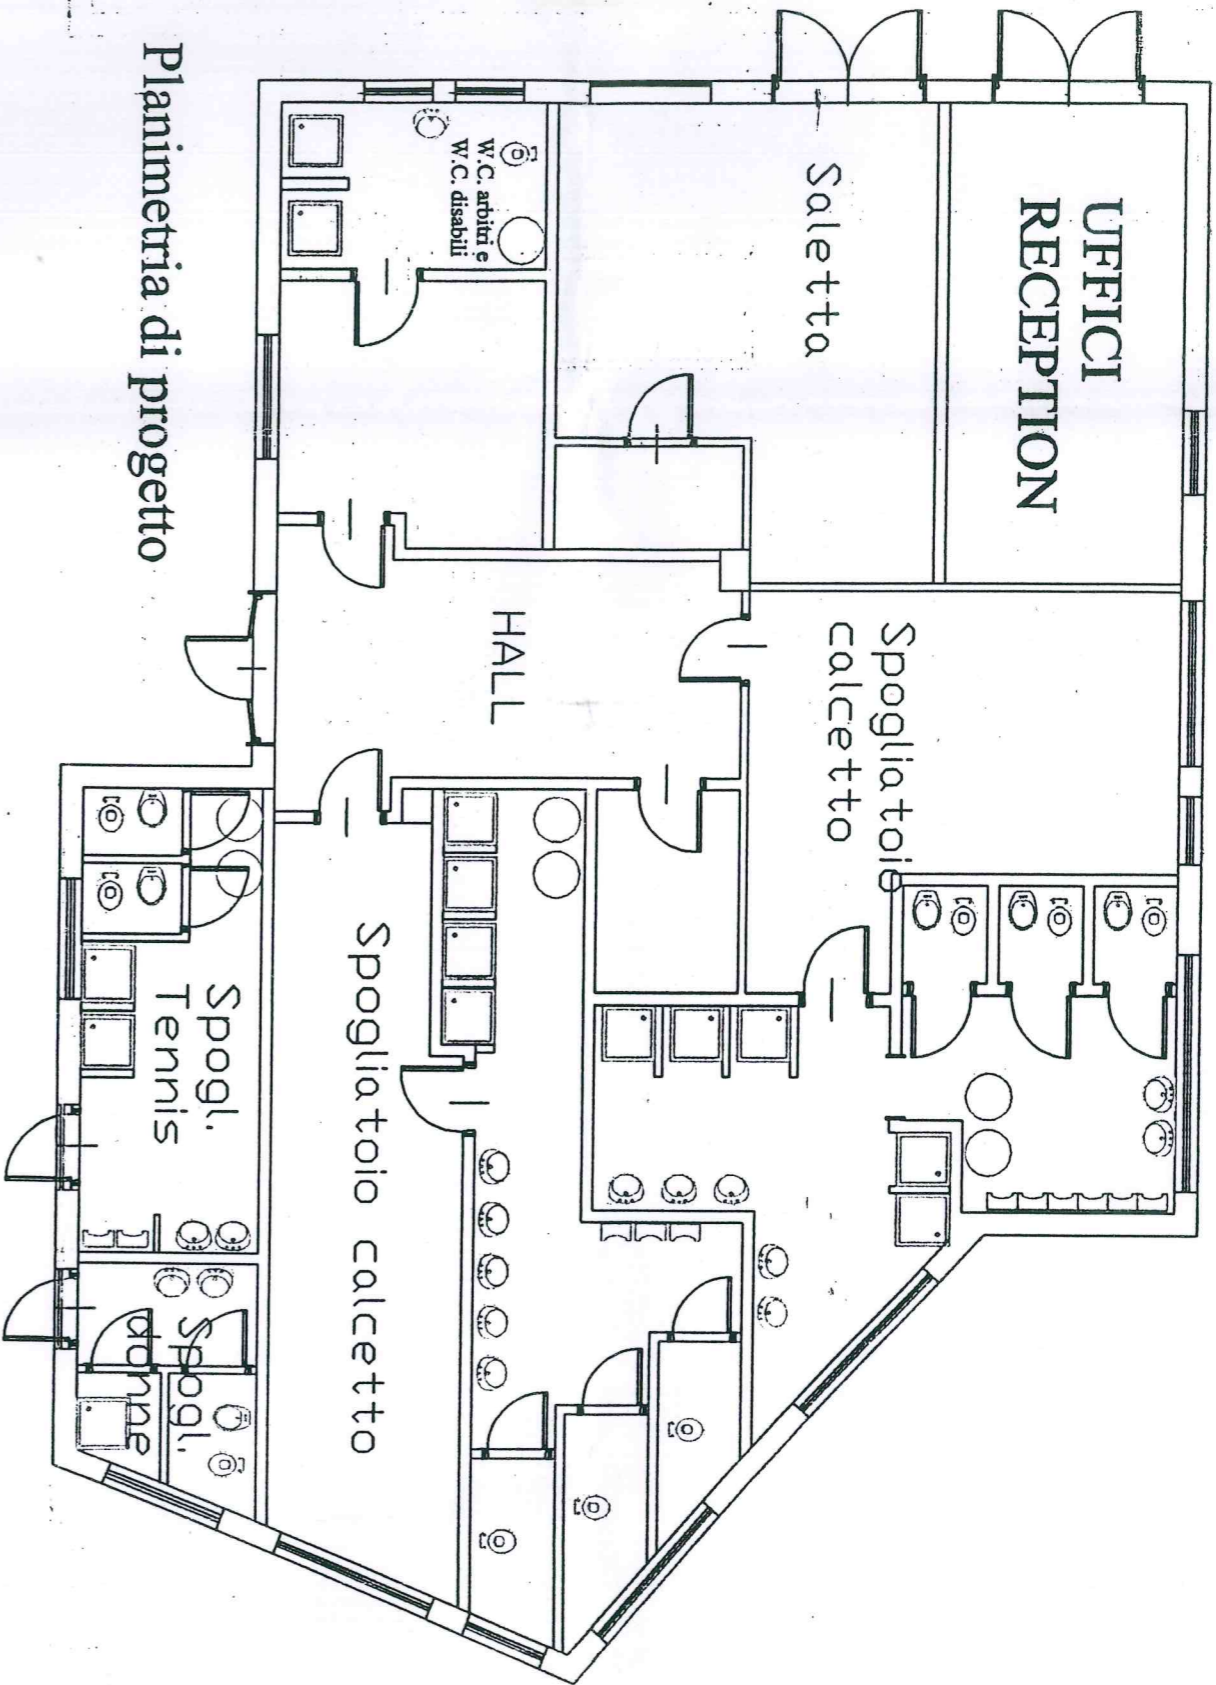 Planimetria di progetto
UFFICI
RECEPTION
Saletta
W.C. arbitri e
W.C. disabili
HALL
Spogliatoio
calcetto
Spogliatoio calcetto
Spogl.
Tennis
Spogl.
donne